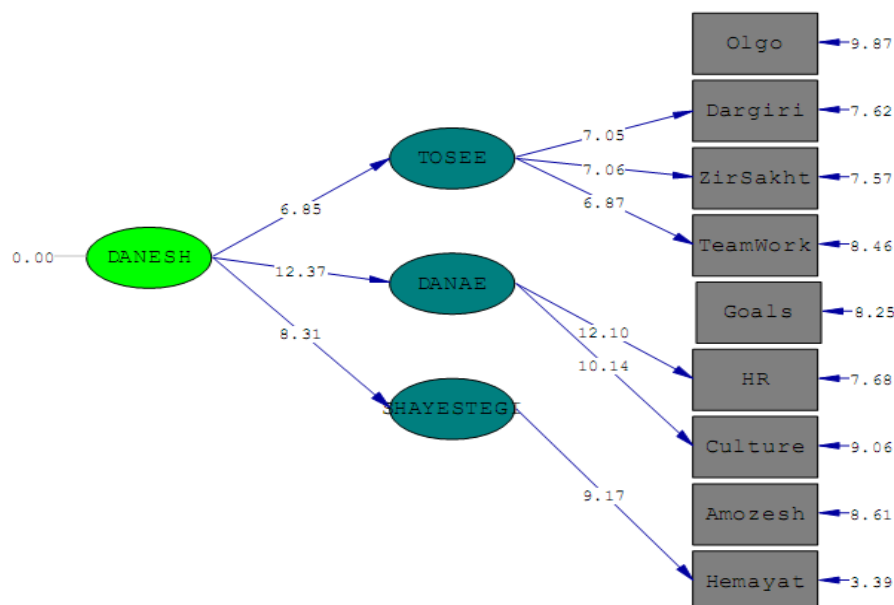 Olgo
9.87
Dargiri
7.62
7.05
TOSEE
7.06
ZirSakht
7.57
6.87
6.85
TeamWork
8.46
0.00
DANESH
12.37
DANAE
Goals
8.25
12.10
8.31
10.14
HR
7.68
SHAYESTEGI
Culture
9.06
9.17
Amozesh
8.61
Hemayat
3.39